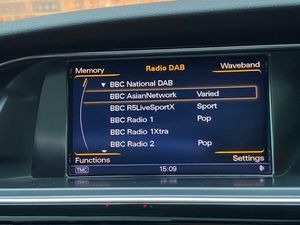 Memory Radio DAB Waveband
BBC National DAB
BBC AsianNetwork Varied
BBC R5LiveSportX Sport
BBC Radio 1 Pop
BBC Radio 1Xtra
BBC Radio 2 Pop
Functions Settings
TMC 15:09